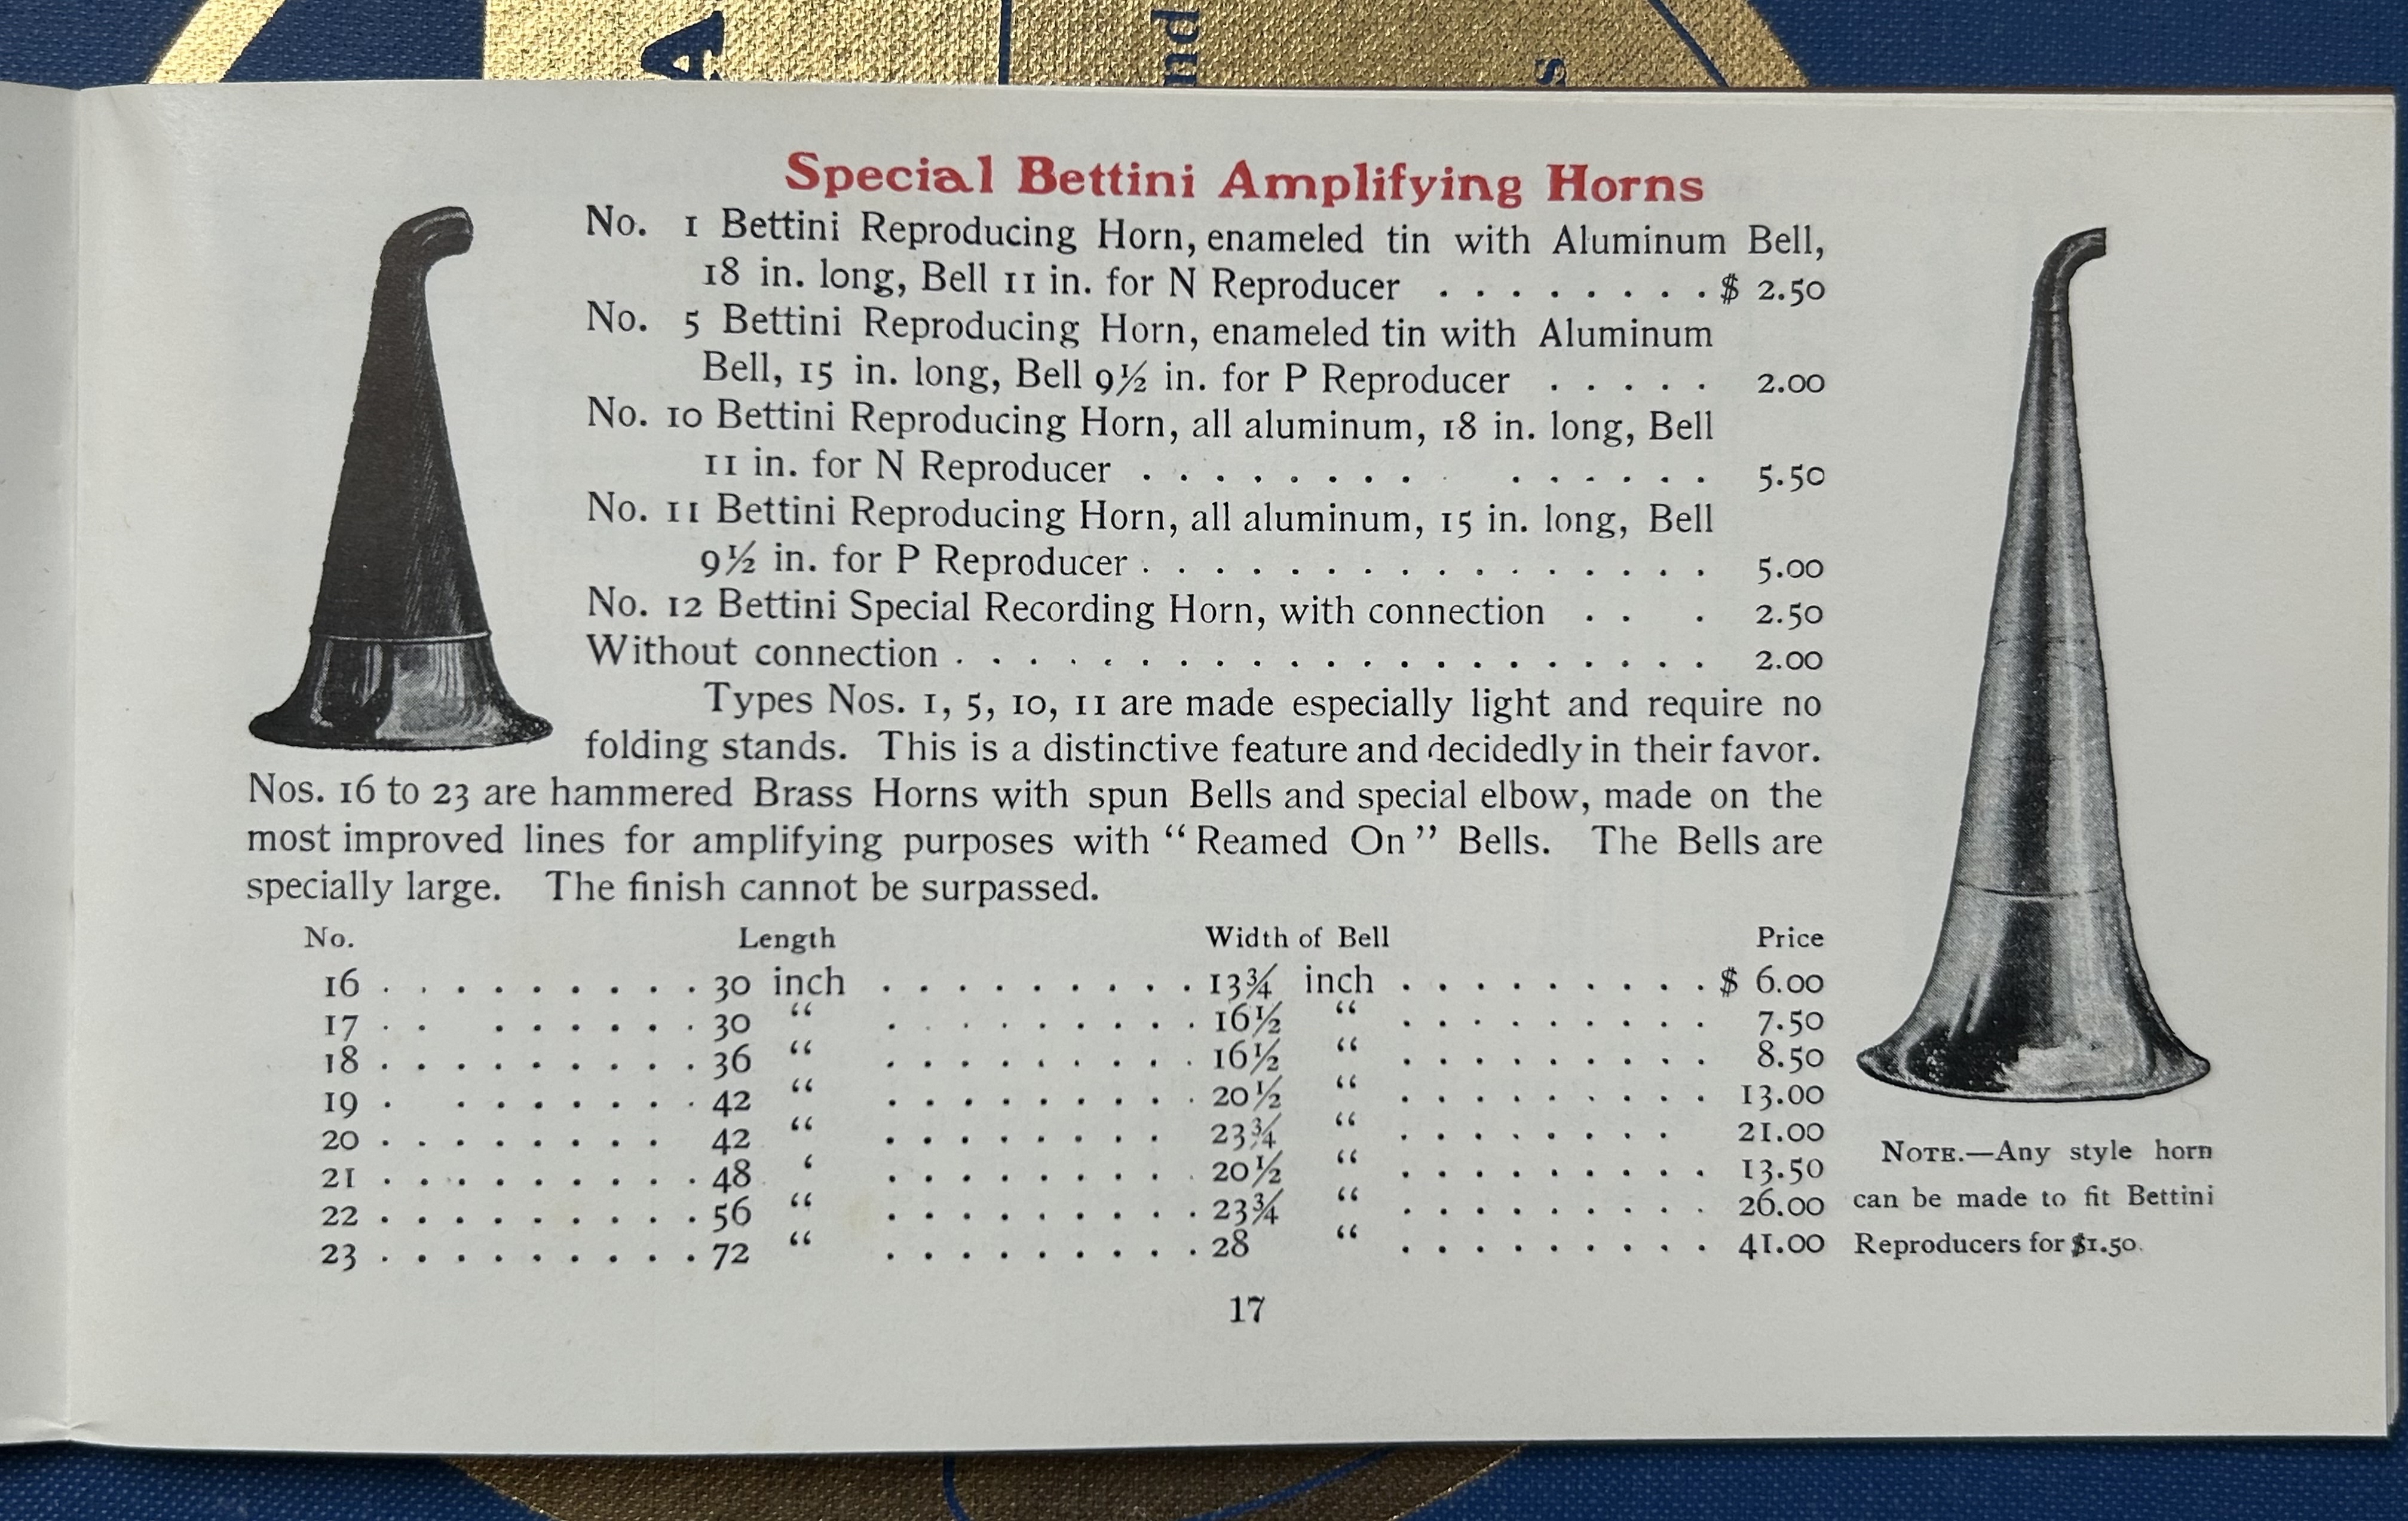 A
nd
s
Special Bettini Amplifying Horns
No. 1 Bettini Reproducing Horn, enameled tin with Aluminum Bell,
18 in. long, Bell 11 in. for N Reproducer . . . . . . . . $ 2.50
No. 5 Bettini Reproducing Horn, enameled tin with Aluminum
Bell, 15 in. long, Bell 9½ in. for P Reproducer . . . . . 2.00
No. 10 Bettini Reproducing Horn, all aluminum, 18 in. long, Bell
11 in. for N Reproducer . . . . . . . . . . . . . . 5.50
No. 11 Bettini Reproducing Horn, all aluminum, 15 in. long, Bell
9½ in. for P Reproducer . . . . . . . . . . . . . . . . 5.00
No. 12 Bettini Special Recording Horn, with connection . . . 2.50
Without connection . . . . . . . . . . . . . . . . . . . . 2.00
Types Nos. 1, 5, 10, 11 are made especially light and require no
folding stands. This is a distinctive feature and decidedly in their favor.
Nos. 16 to 23 are hammered Brass Horns with spun Bells and special elbow, made on the
most improved lines for amplifying purposes with “Reamed On” Bells. The Bells are
specially large. The finish cannot be surpassed.
No. Length Width of Bell Price
16 . . . . . . . . . 30 inch . . . . . . . . . 13¾ inch . . . . . . . . . $ 6.00
17 . . . . . . . . 30 “ . . . . . . . . . 16½ “ . . . . . . . . . 7.50
18 . . . . . . . . . 36 “ . . . . . . . . . 16½ “ . . . . . . . . . 8.50
19 . . . . . . . . 42 “ . . . . . . . . . 20½ “ . . . . . . . . . 13.00
20 . . . . . . . . 42 “ . . . . . . . . 23¾ “ . . . . . . . . 21.00
21 . . . . . . . . . 48 ‘ . . . . . . . . . 20½ “ . . . . . . . . . 13.50
22 . . . . . . . . . 56 “ . . . . . . . . . 23¾ “ . . . . . . . . . 26.00
23 . . . . . . . . . 72 “ . . . . . . . . . 28 “ . . . . . . . . . 41.00
NOTE.—Any style horn
can be made to fit Bettini
Reproducers for $1.50.
17